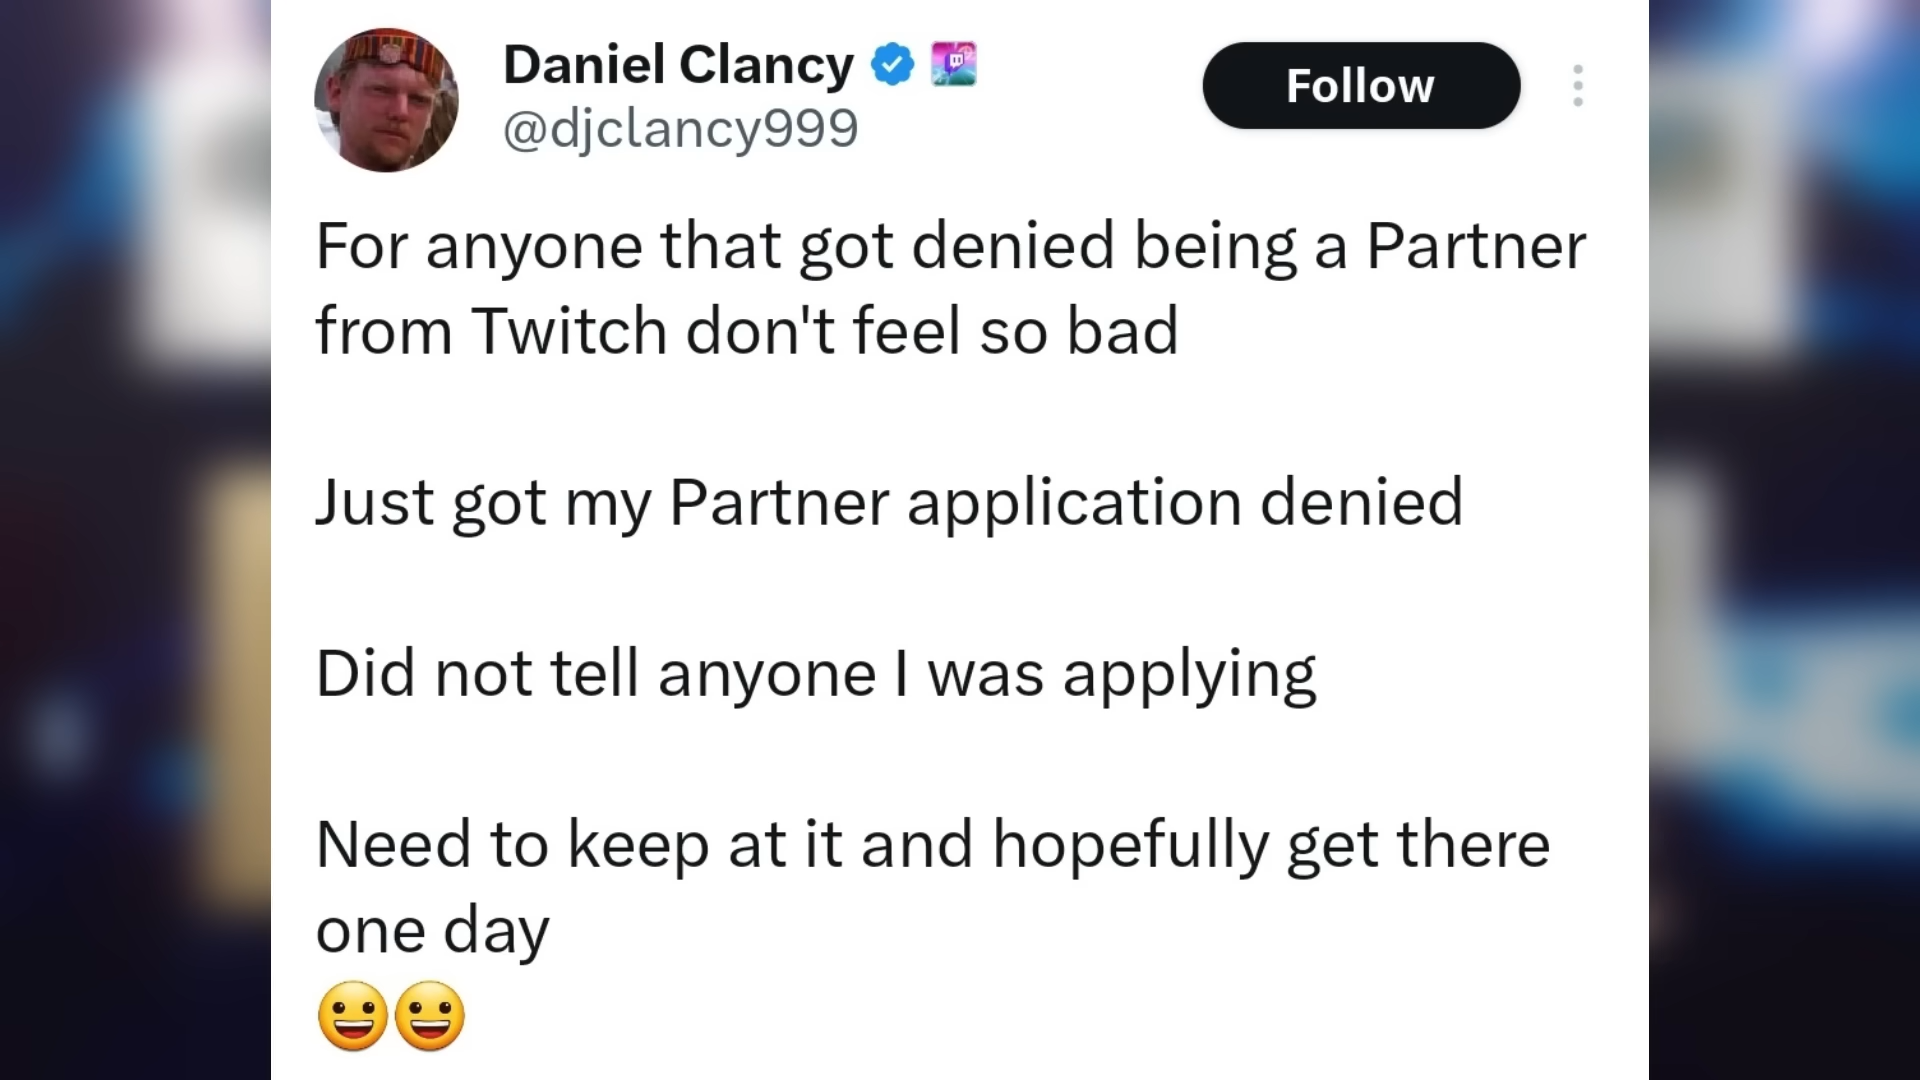 Daniel Clancy
@djclancy999
Follow
For anyone that got denied being a Partner
from Twitch don't feel so bad
Just got my Partner application denied
Did not tell anyone I was applying
Need to keep at it and hopefully get there
one day
😀😀